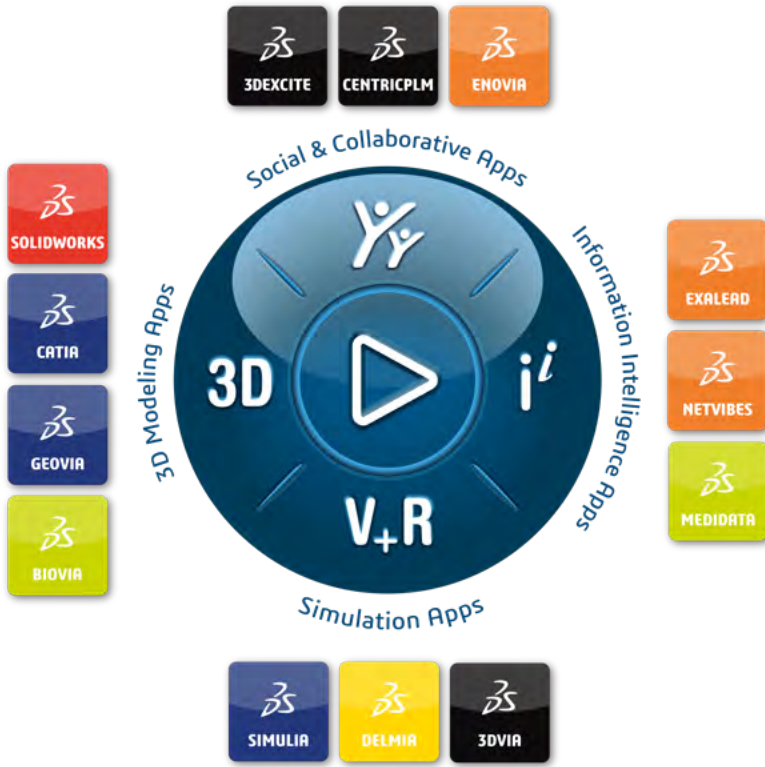 3DEXCITE
CENTRICPLM
ENOVIA
Social & Collaborative Apps
SOLIDWORKS
CATIA
GEOVIA
BIOVIA
3D Modeling Apps
3D
i i
V+R
Information Intelligence Apps
EXALEAD
NETVIBES
MEDIDATA
Simulation Apps
SIMULIA
DELMIA
3DVIA